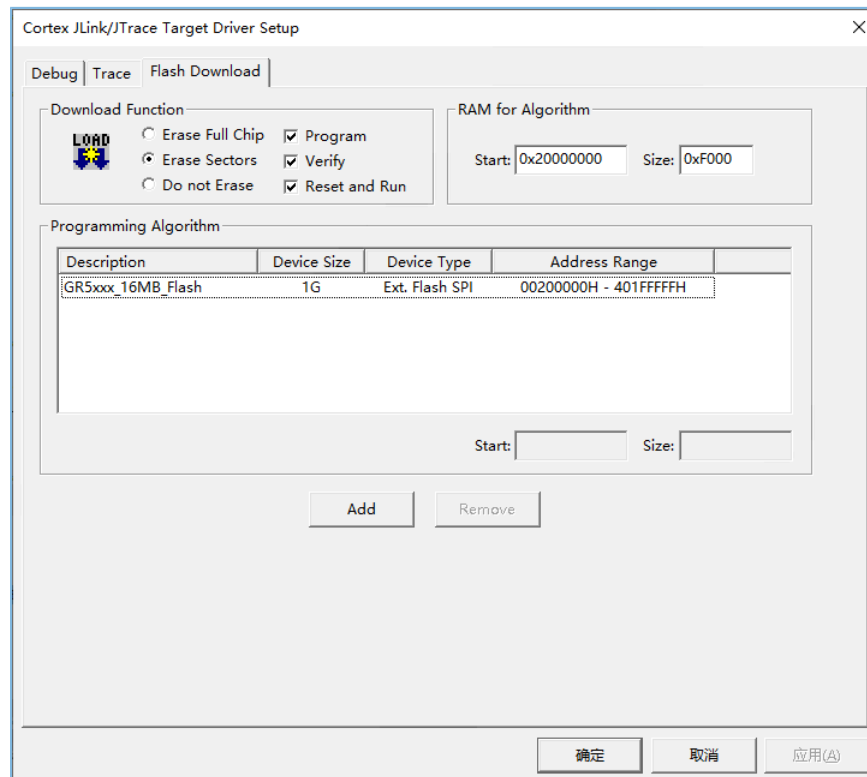 Cortex JLink/JTrace Target Driver Setup
Debug Trace Flash Download
Download Function
LOAD
Erase Full Chip Program
Erase Sectors Verify
Do not Erase Reset and Run
RAM for Algorithm
Start: 0x20000000 Size: 0xF000
Programming Algorithm
Description Device Size Device Type Address Range
GR5xxx_16MB_Flash 1G Ext. Flash SPI 00200000H - 401FFFFFH
Start: Size:
Add Remove
确定 取消 应用(A)